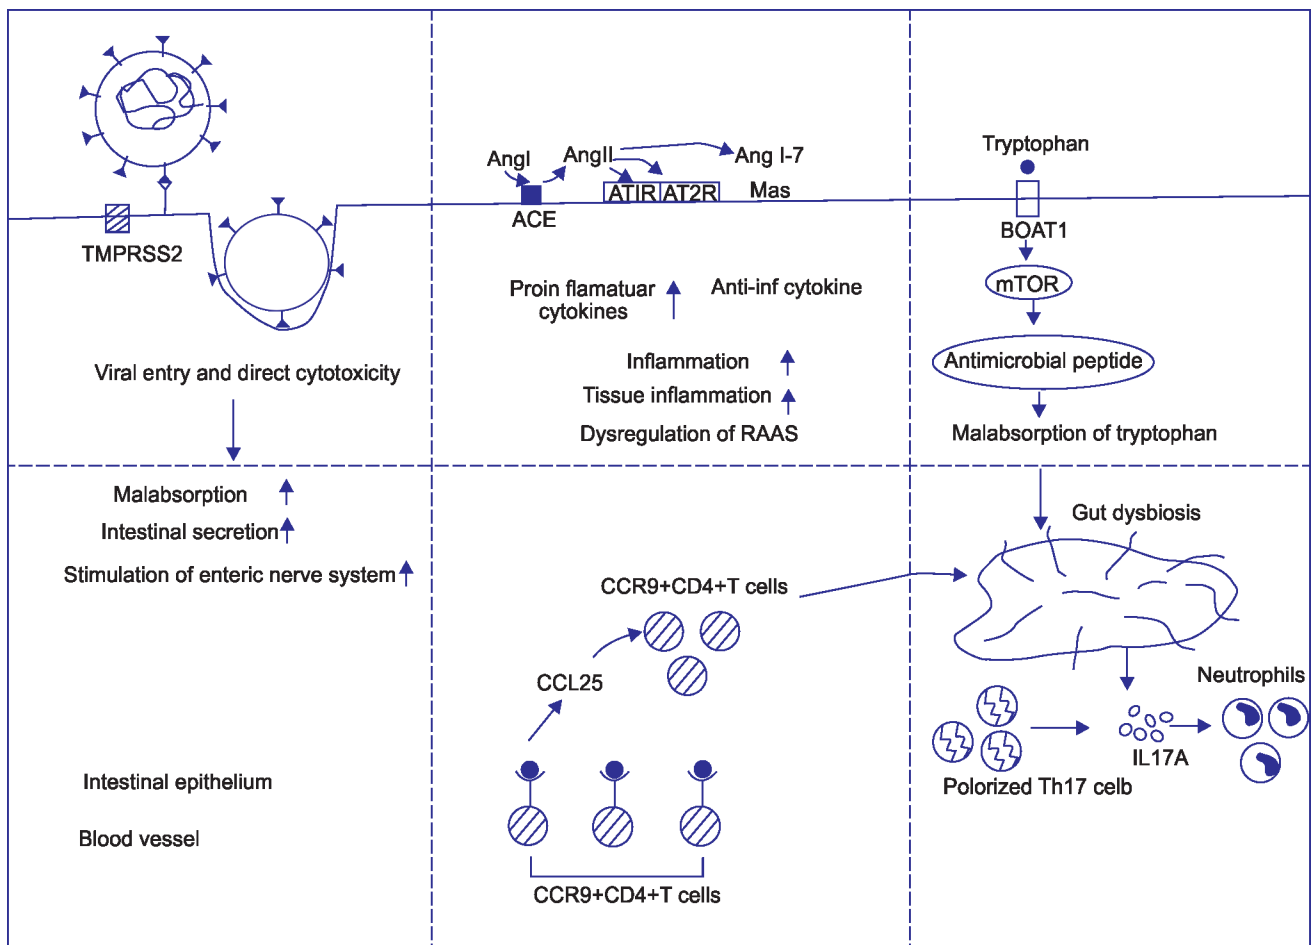 TMPRSS2
Viral entry and direct cytotoxicity
AngI
AngII
Ang I-7
ATIR
AT2R
Mas
ACE
Proin flamatuar
cytokines
Anti-inf cytokine
Inflammation
Tissue inflammation
Dysregulation of RAAS
Tryptophan
BOAT1
mTOR
Antimicrobial peptide
Malabsorption of tryptophan
Malabsorption
Intestinal secretion
Stimulation of enteric nerve system
Intestinal epithelium
Blood vessel
CCR9+CD4+T cells
CCL25
CCR9+CD4+T cells
Gut dysbiosis
Neutrophils
IL17A
Polorized Th17 celb